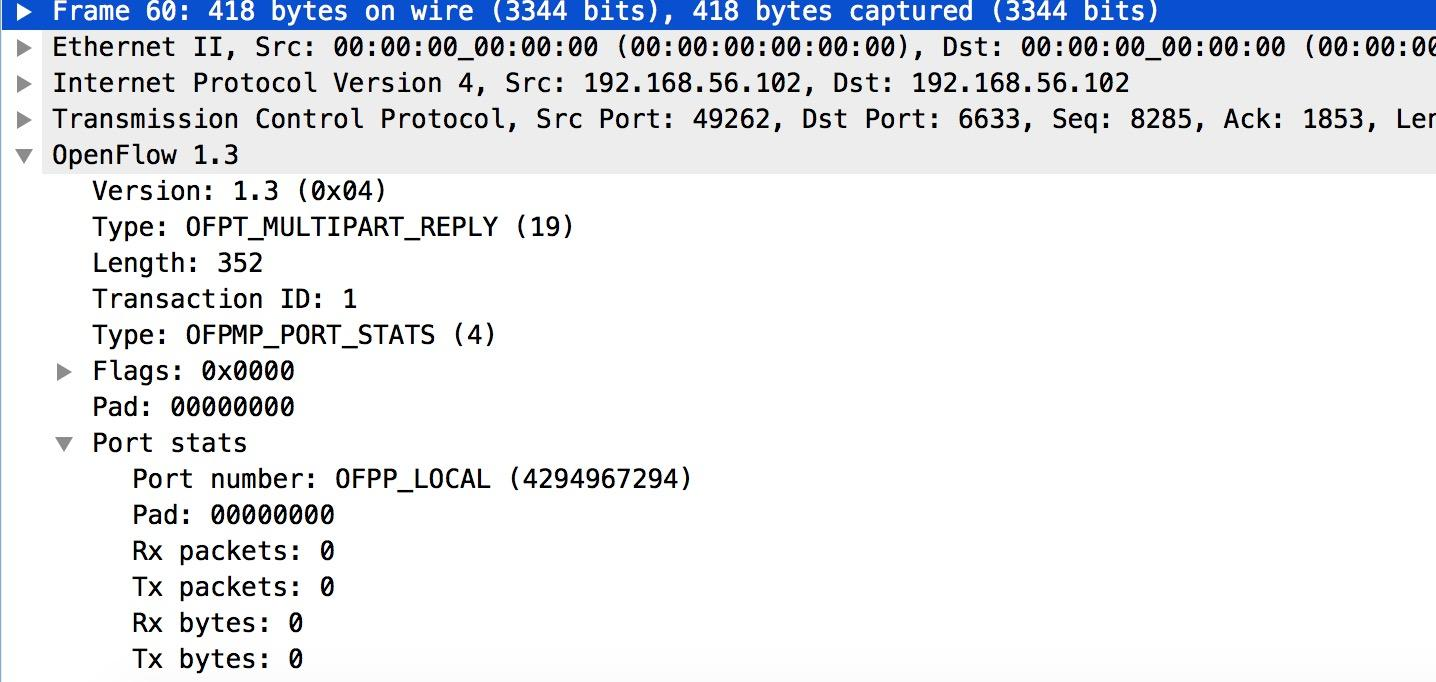 Frame 60: 418 bytes on wire (3344 bits), 418 bytes captured (3344 bits)
Ethernet II, Src: 00:00:00_00:00:00 (00:00:00:00:00:00), Dst: 00:00:00_00:00:00 (00:00:00
Internet Protocol Version 4, Src: 192.168.56.102, Dst: 192.168.56.102
Transmission Control Protocol, Src Port: 49262, Dst Port: 6633, Seq: 8285, Ack: 1853, Len
OpenFlow 1.3
Version: 1.3 (0x04)
Type: OFPT_MULTIPART_REPLY (19)
Length: 352
Transaction ID: 1
Type: OFPMP_PORT_STATS (4)
Flags: 0x0000
Pad: 00000000
Port stats
Port number: OFPP_LOCAL (4294967294)
Pad: 00000000
Rx packets: 0
Tx packets: 0
Rx bytes: 0
Tx bytes: 0